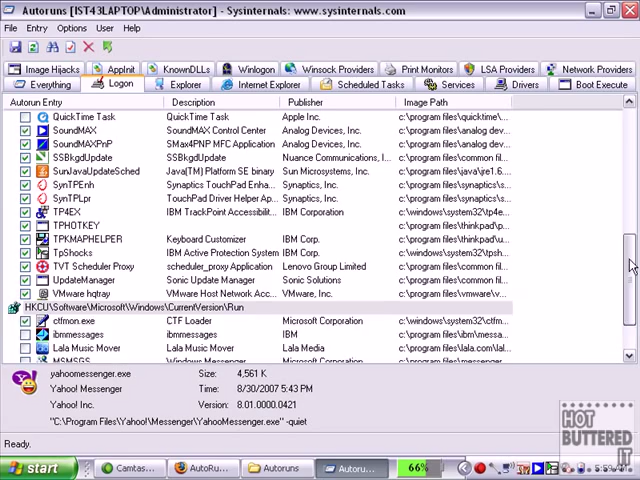 Autoruns [IST43LAPTOP\Administrator] - Sysinternals: www.sysinternals.com
File Entry Options User Help
Image Hijacks AppInit KnownDLLs Winlogon Winsock Providers Print Monitors LSA Providers Network Providers
Everything Logon Explorer Internet Explorer Scheduled Tasks Services Drivers Boot Execute
Autorun Entry Description Publisher Image Path
QuickTime Task QuickTime Task Apple Inc. c:\program files\quicktime\...
SoundMAX SoundMAX Control Center Analog Devices, Inc. c:\program files\analog dev...
SoundMAXPnP SMax4PNP MFC Application Analog Devices, Inc. c:\program files\analog dev...
SSBkgdUpdate SSBkgdUpdate Nuance Communications, I... c:\program files\common fil...
SunJavaUpdateSched Java(TM) Platform SE binary Sun Microsystems, Inc. c:\program files\java\jre1.6...
SynTPEnh Synaptics TouchPad Enha... Synaptics, Inc. c:\program files\synaptics\s...
SynTPLpr TouchPad Driver Helper Ap... Synaptics, Inc. c:\program files\synaptics\s...
TP4EX IBM TrackPoint Accessibilit... IBM Corporation c:\windows\system32\tp4e...
TPHOTKEY c:\program files\thinkpad\p...
TPKMAPHELPER Keyboard Customizer IBM Corp. c:\program files\thinkpad\u...
TpShocks IBM Active Protection System IBM Corp. c:\windows\system32\tpsh...
TVT Scheduler Proxy scheduler_proxy Application Lenovo Group Limited c:\program files\common fil...
UpdateManager Sonic Update Manager Sonic Solutions c:\program files\common fil...
VMware hqtray VMware Host Network Acc... VMware, Inc. c:\program files\vmware\v...
HKCU\Software\Microsoft\Windows\CurrentVersion\Run
ctfmon.exe CTF Loader Microsoft Corporation c:\windows\system32\ctfm...
ibmmessages ibmmessages IBM c:\program files\ibm\messa...
Lala Music Mover Lala Music Mover Lala Media c:\program files\lala.com\lal...
MSMSGS Windows Messenger Microsoft Corporation c:\program files\messenger...
yahoomessenger.exe Size: 4,561 K
Yahoo! Messenger Time: 8/30/2007 5:43 PM
Yahoo! Inc. Version: 8.01.0000.0421
"C:\Program Files\Yahoo!\Messenger\YahooMessenger.exe" -quiet
Ready.
HOT
BUTTERED
IT
start Camtas... AutoRu... Autoruns Autoru... 66%